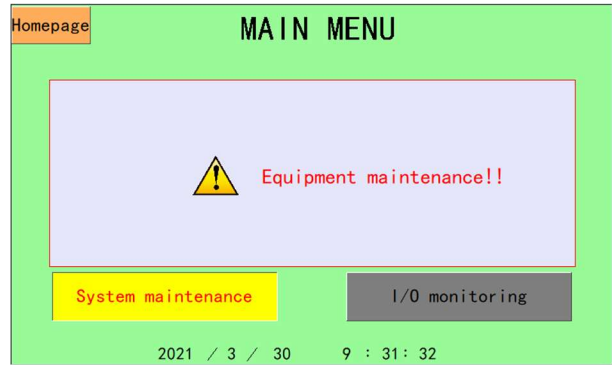 Homepage
MAIN MENU
Equipment maintenance!!
System maintenance
I/O monitoring
2021 / 3 / 30 9 : 31: 32